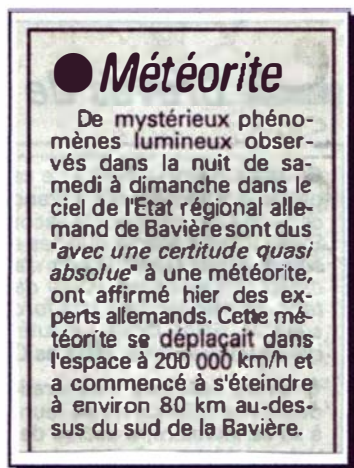 ● Météorite
De mystérieux phéno-
mènes lumineux obser-
vés dans la nuit de sa-
medi à dimanche dans le
ciel de l'Etat régional alle-
mand de Bavière sont dus
"avec une certitude quasi
absolue" à une météorite,
ont affirmé hier des ex-
perts allemands. Cette mé-
téorite se déplaçait dans
l'espace à 200 000 km/h et
a commencé à s'éteindre
à environ 80 km au-des-
sus du sud de la Bavière.